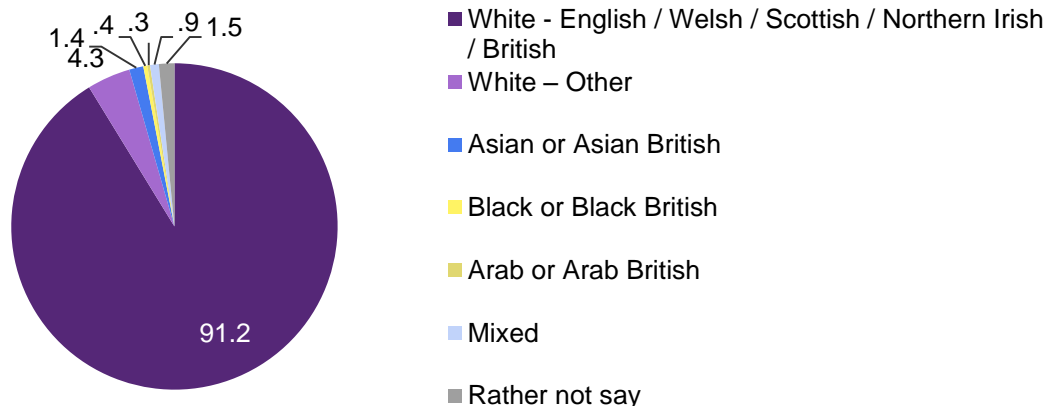 1.4 .4 .3 .9 1.5
4.3
91.2
White - English / Welsh / Scottish / Northern Irish
/ British
White – Other
Asian or Asian British
Black or Black British
Arab or Arab British
Mixed
Rather not say